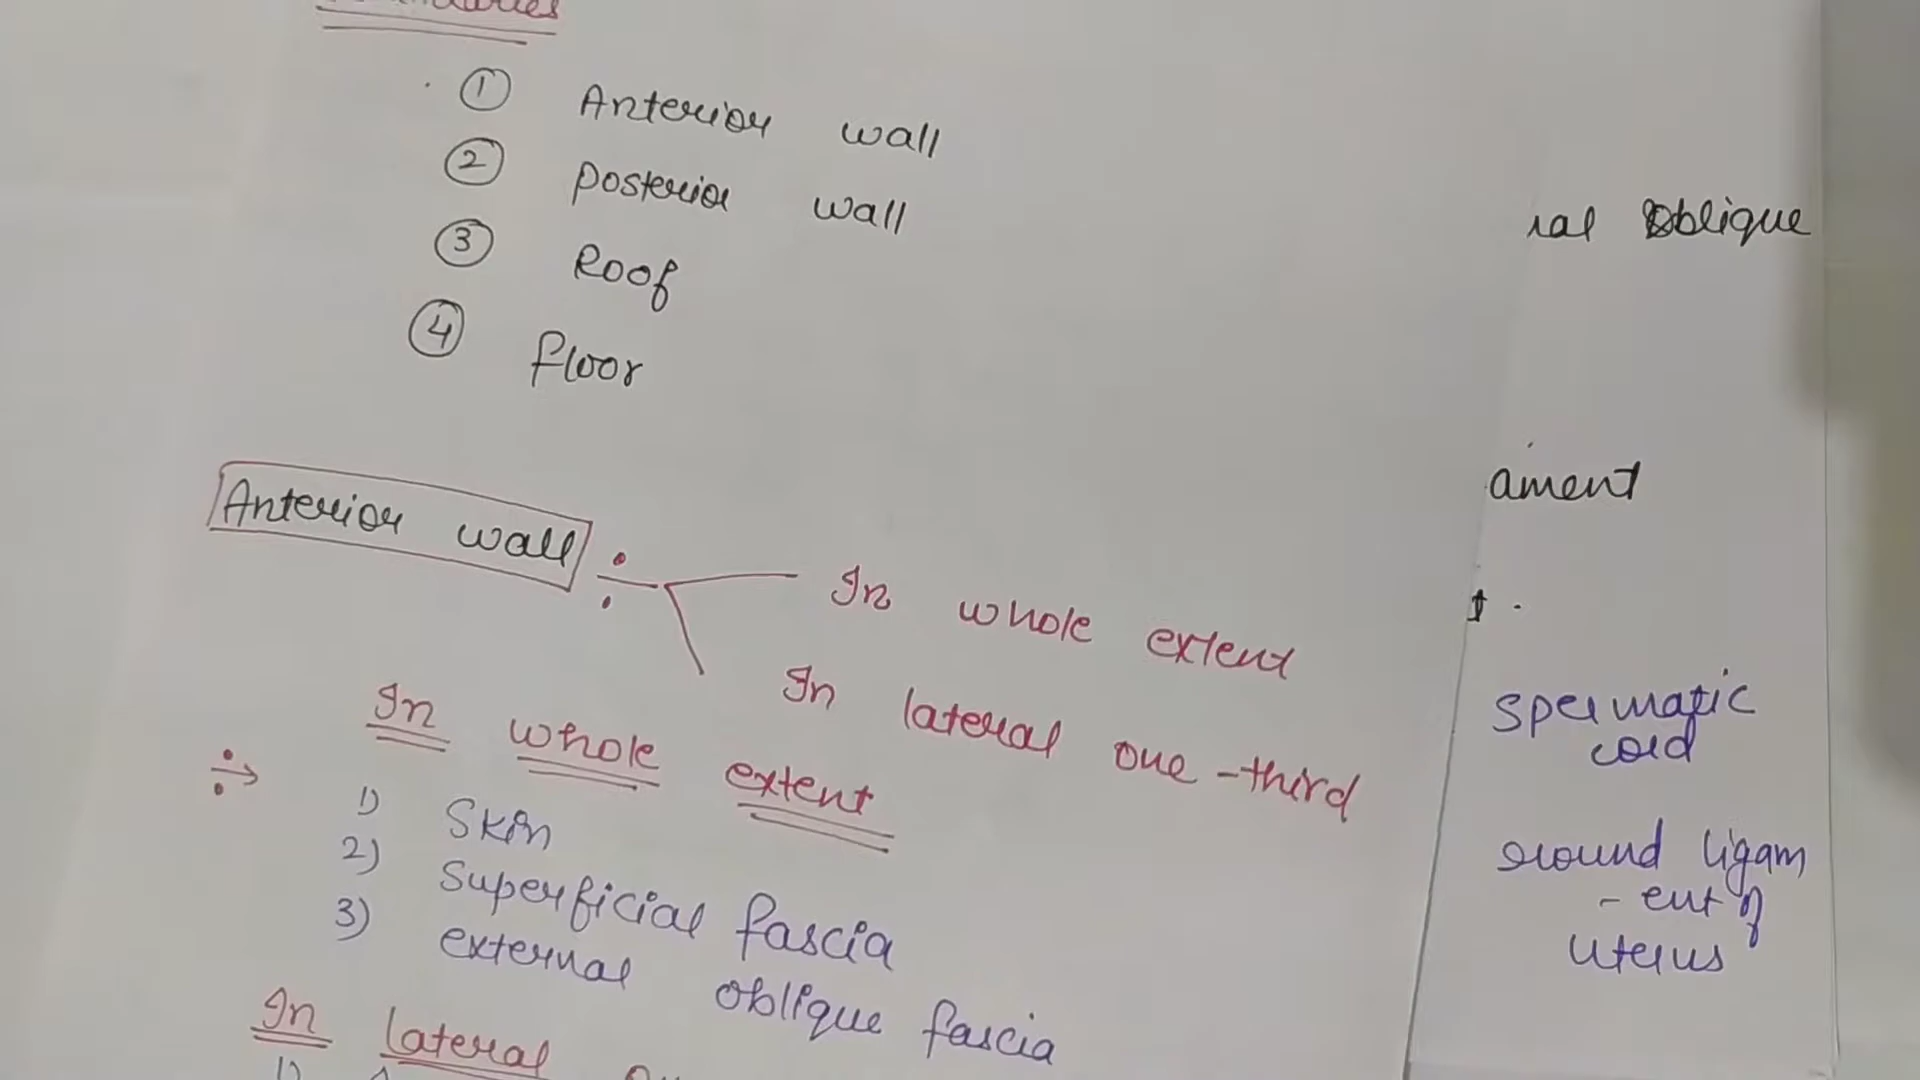 ① Anterior wall
② Posterior wall
③ Roof
④ floor
Anterior wall
In whole extent
In lateral one-third
In whole extent
1) Skin
2) Superficial fascia
3) external oblique fascia
In lateral
1)
oblique
ament
spermatic
cord
round ligam
- ent of
uterus